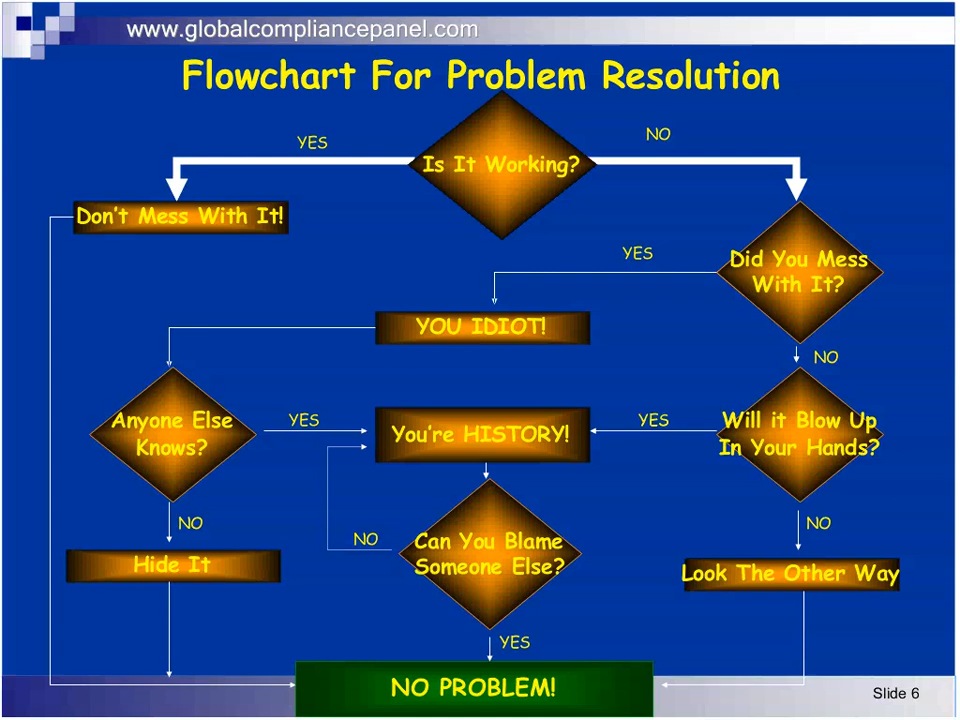 www.globalcompliancepanel.com
Flowchart For Problem Resolution
YES
NO
Is It Working?
Don't Mess With It!
YES
Did You Mess
With It?
YOU IDIOT!
NO
Anyone Else
Knows?
YES
You're HISTORY!
YES
Will it Blow Up
In Your Hands?
NO
NO
NO
Can You Blame
Someone Else?
Hide It
Look The Other Way
YES
NO PROBLEM!
Slide 6